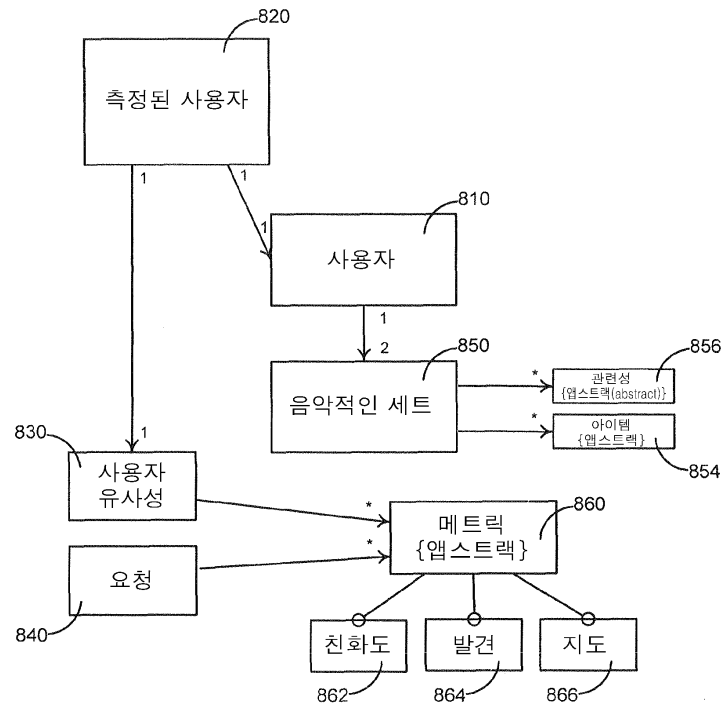 820
측정된 사용자
1
1
810
1
사용자
1
2
850
음악적인 세트
856
*
관련성
{앱스트랙(abstract)}
*
아이템
{앱스트랙}
854
830
1
사용자
유사성
*
860
메트릭
{앱스트랙}
*
요청
840
친화도
발견
지도
862
864
866